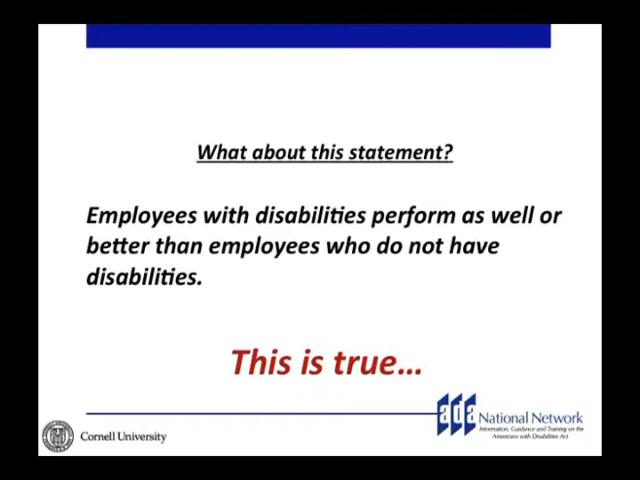 What about this statement?
Employees with disabilities perform as well or
better than employees who do not have
disabilities.
This is true...
ada National Network
Information, Guidance and Training on the
Americans with Disabilities Act
Cornell University